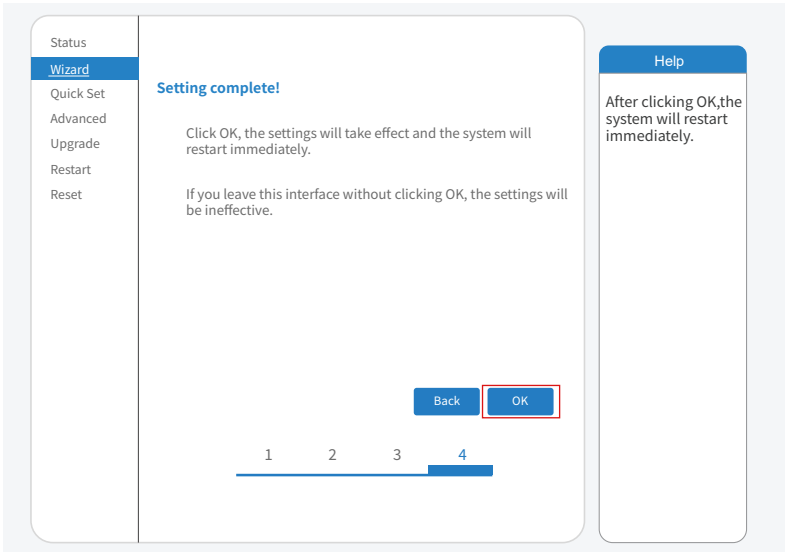 Status
Wizard
Quick Set
Advanced
Upgrade
Restart
Reset
Setting complete!
Click OK, the settings will take effect and the system will
restart immediately.
If you leave this interface without clicking OK, the settings will
be ineffective.
Back
OK
1 2 3 4
Help
After clicking OK,the
system will restart
immediately.